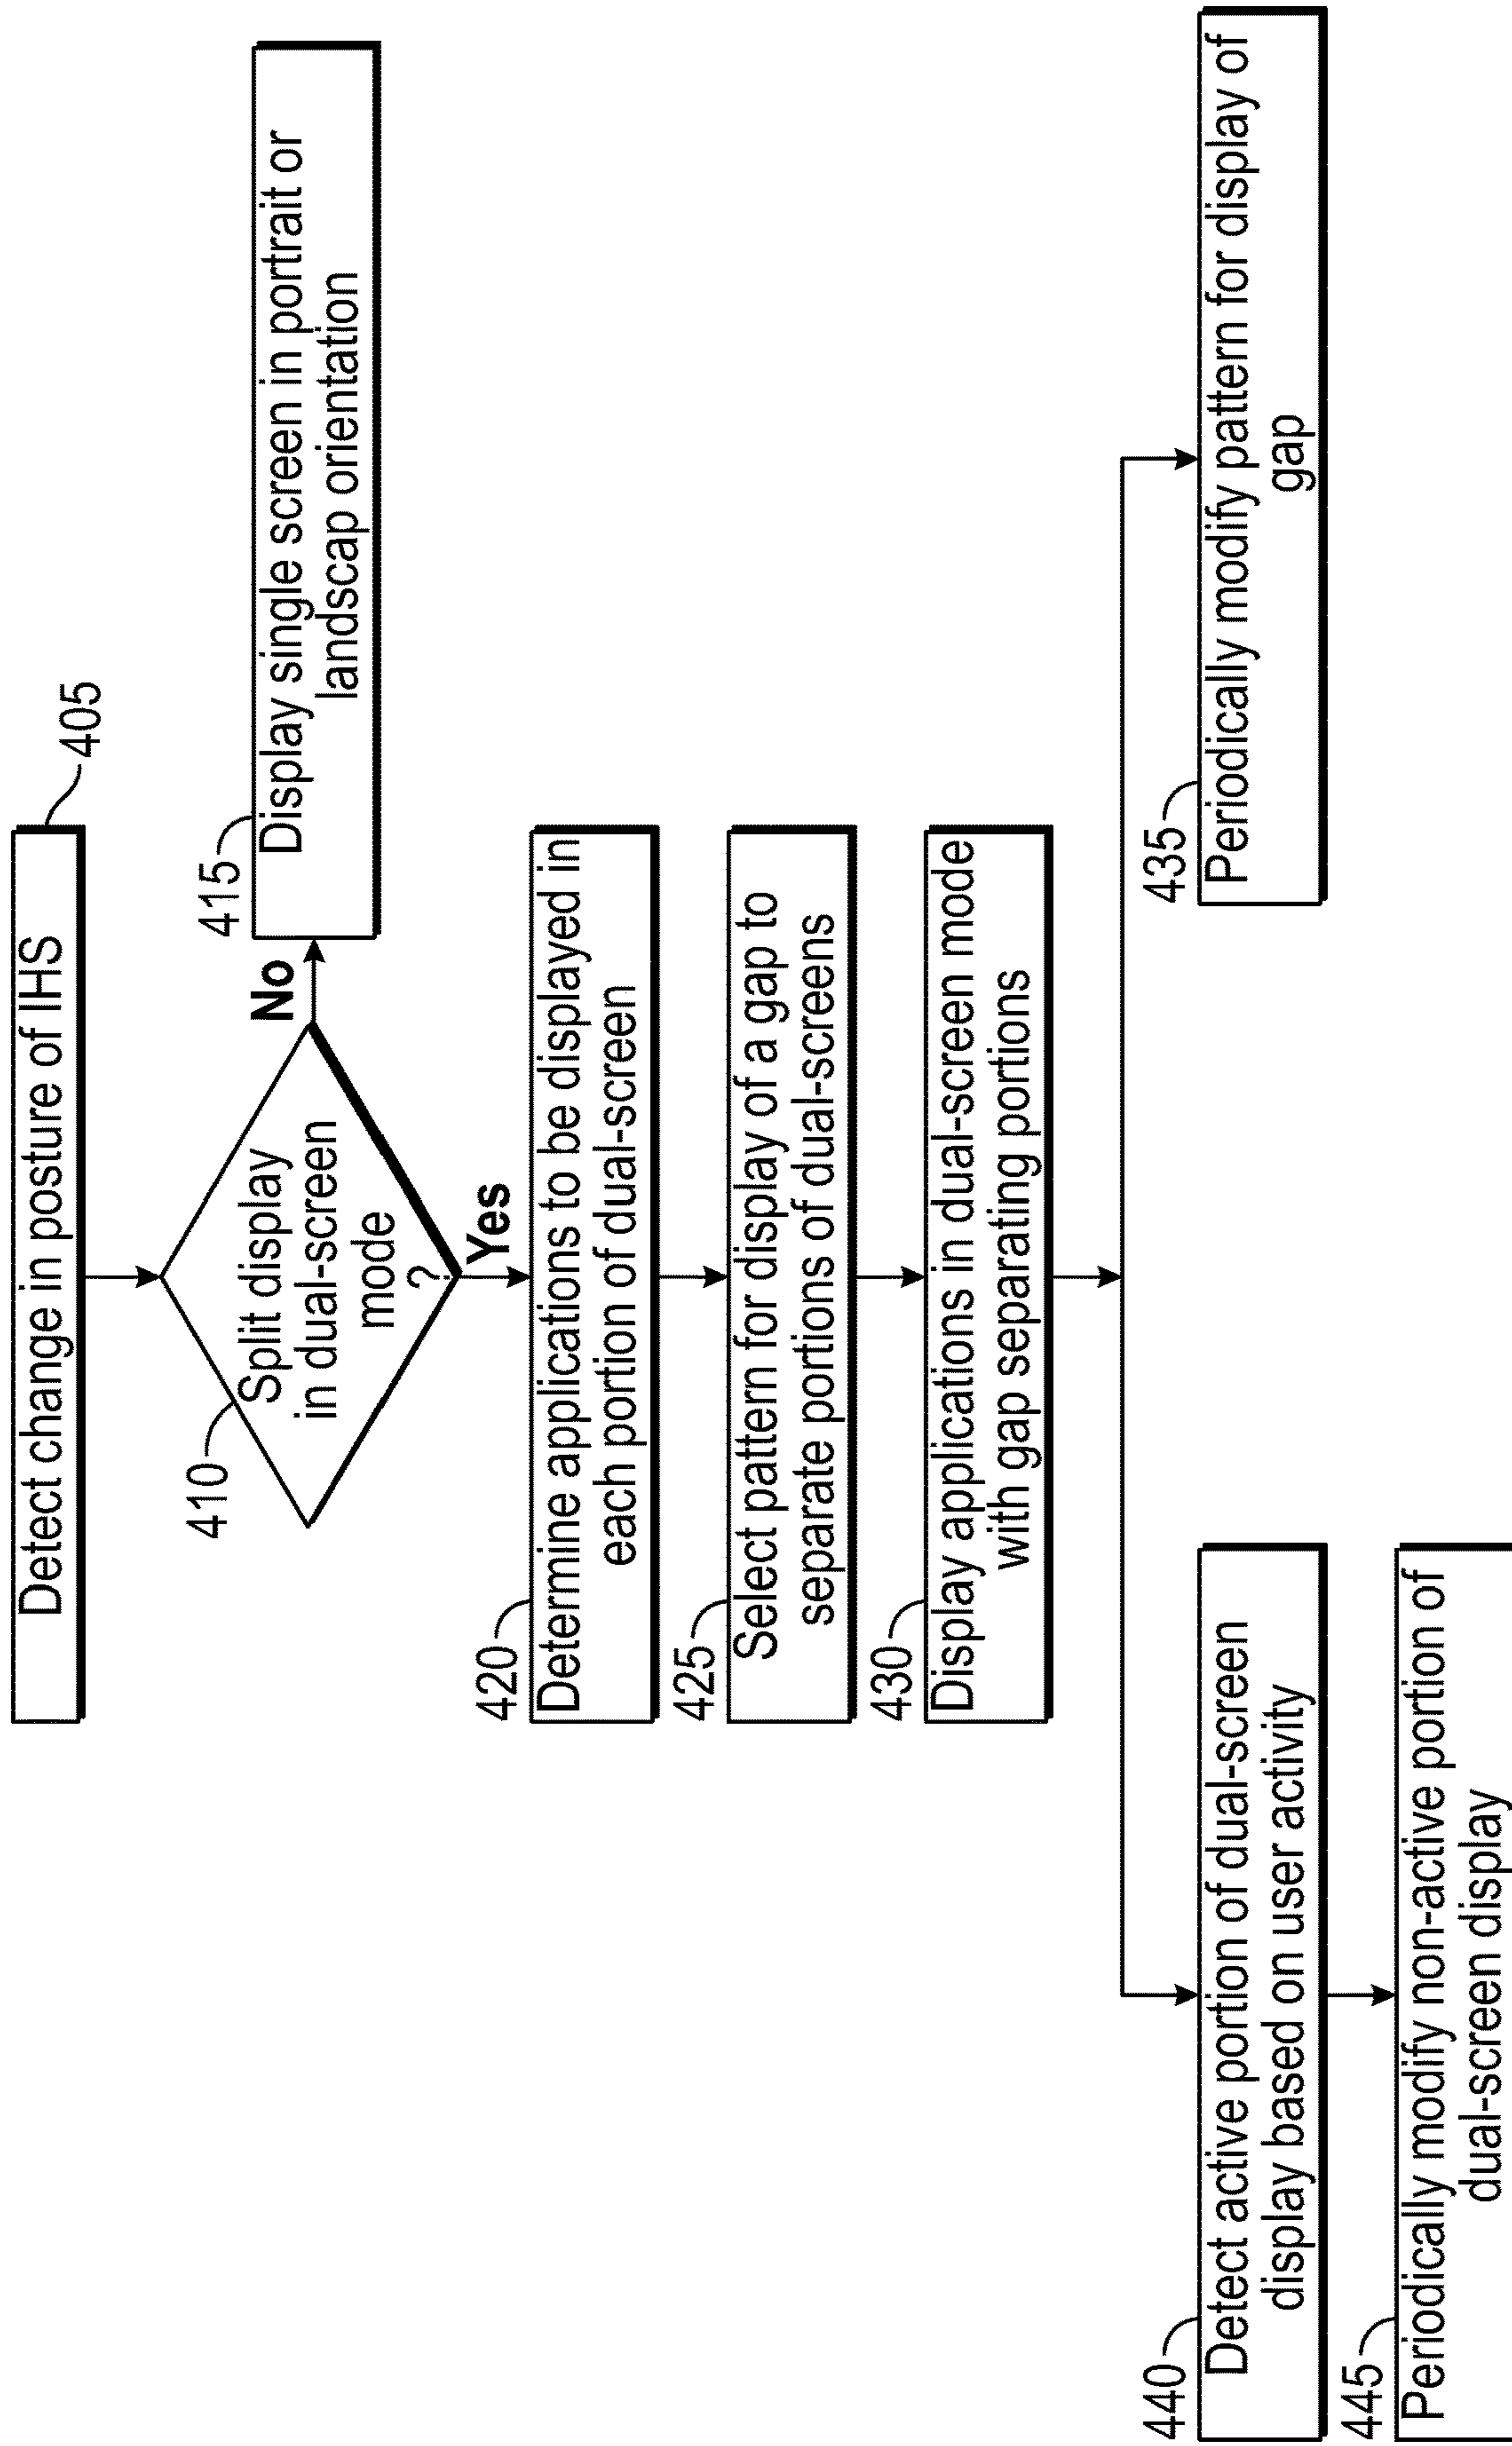 Detect change in posture of IHS
405
410
Split display
in dual-screen
mode
?
No
415
Display single screen in portrait or
landscap orientation
Yes
420
Determine applications to be displayed in
each portion of dual-screen
425
Select pattern for display of a gap to
separate portions of dual-screens
430
Display applications in dual-screen mode
with gap separating portions
440
Detect active portion of dual-screen
display based on user activity
435
Periodically modify pattern for display of
gap
445
Periodically modify non-active portion of
dual-screen display